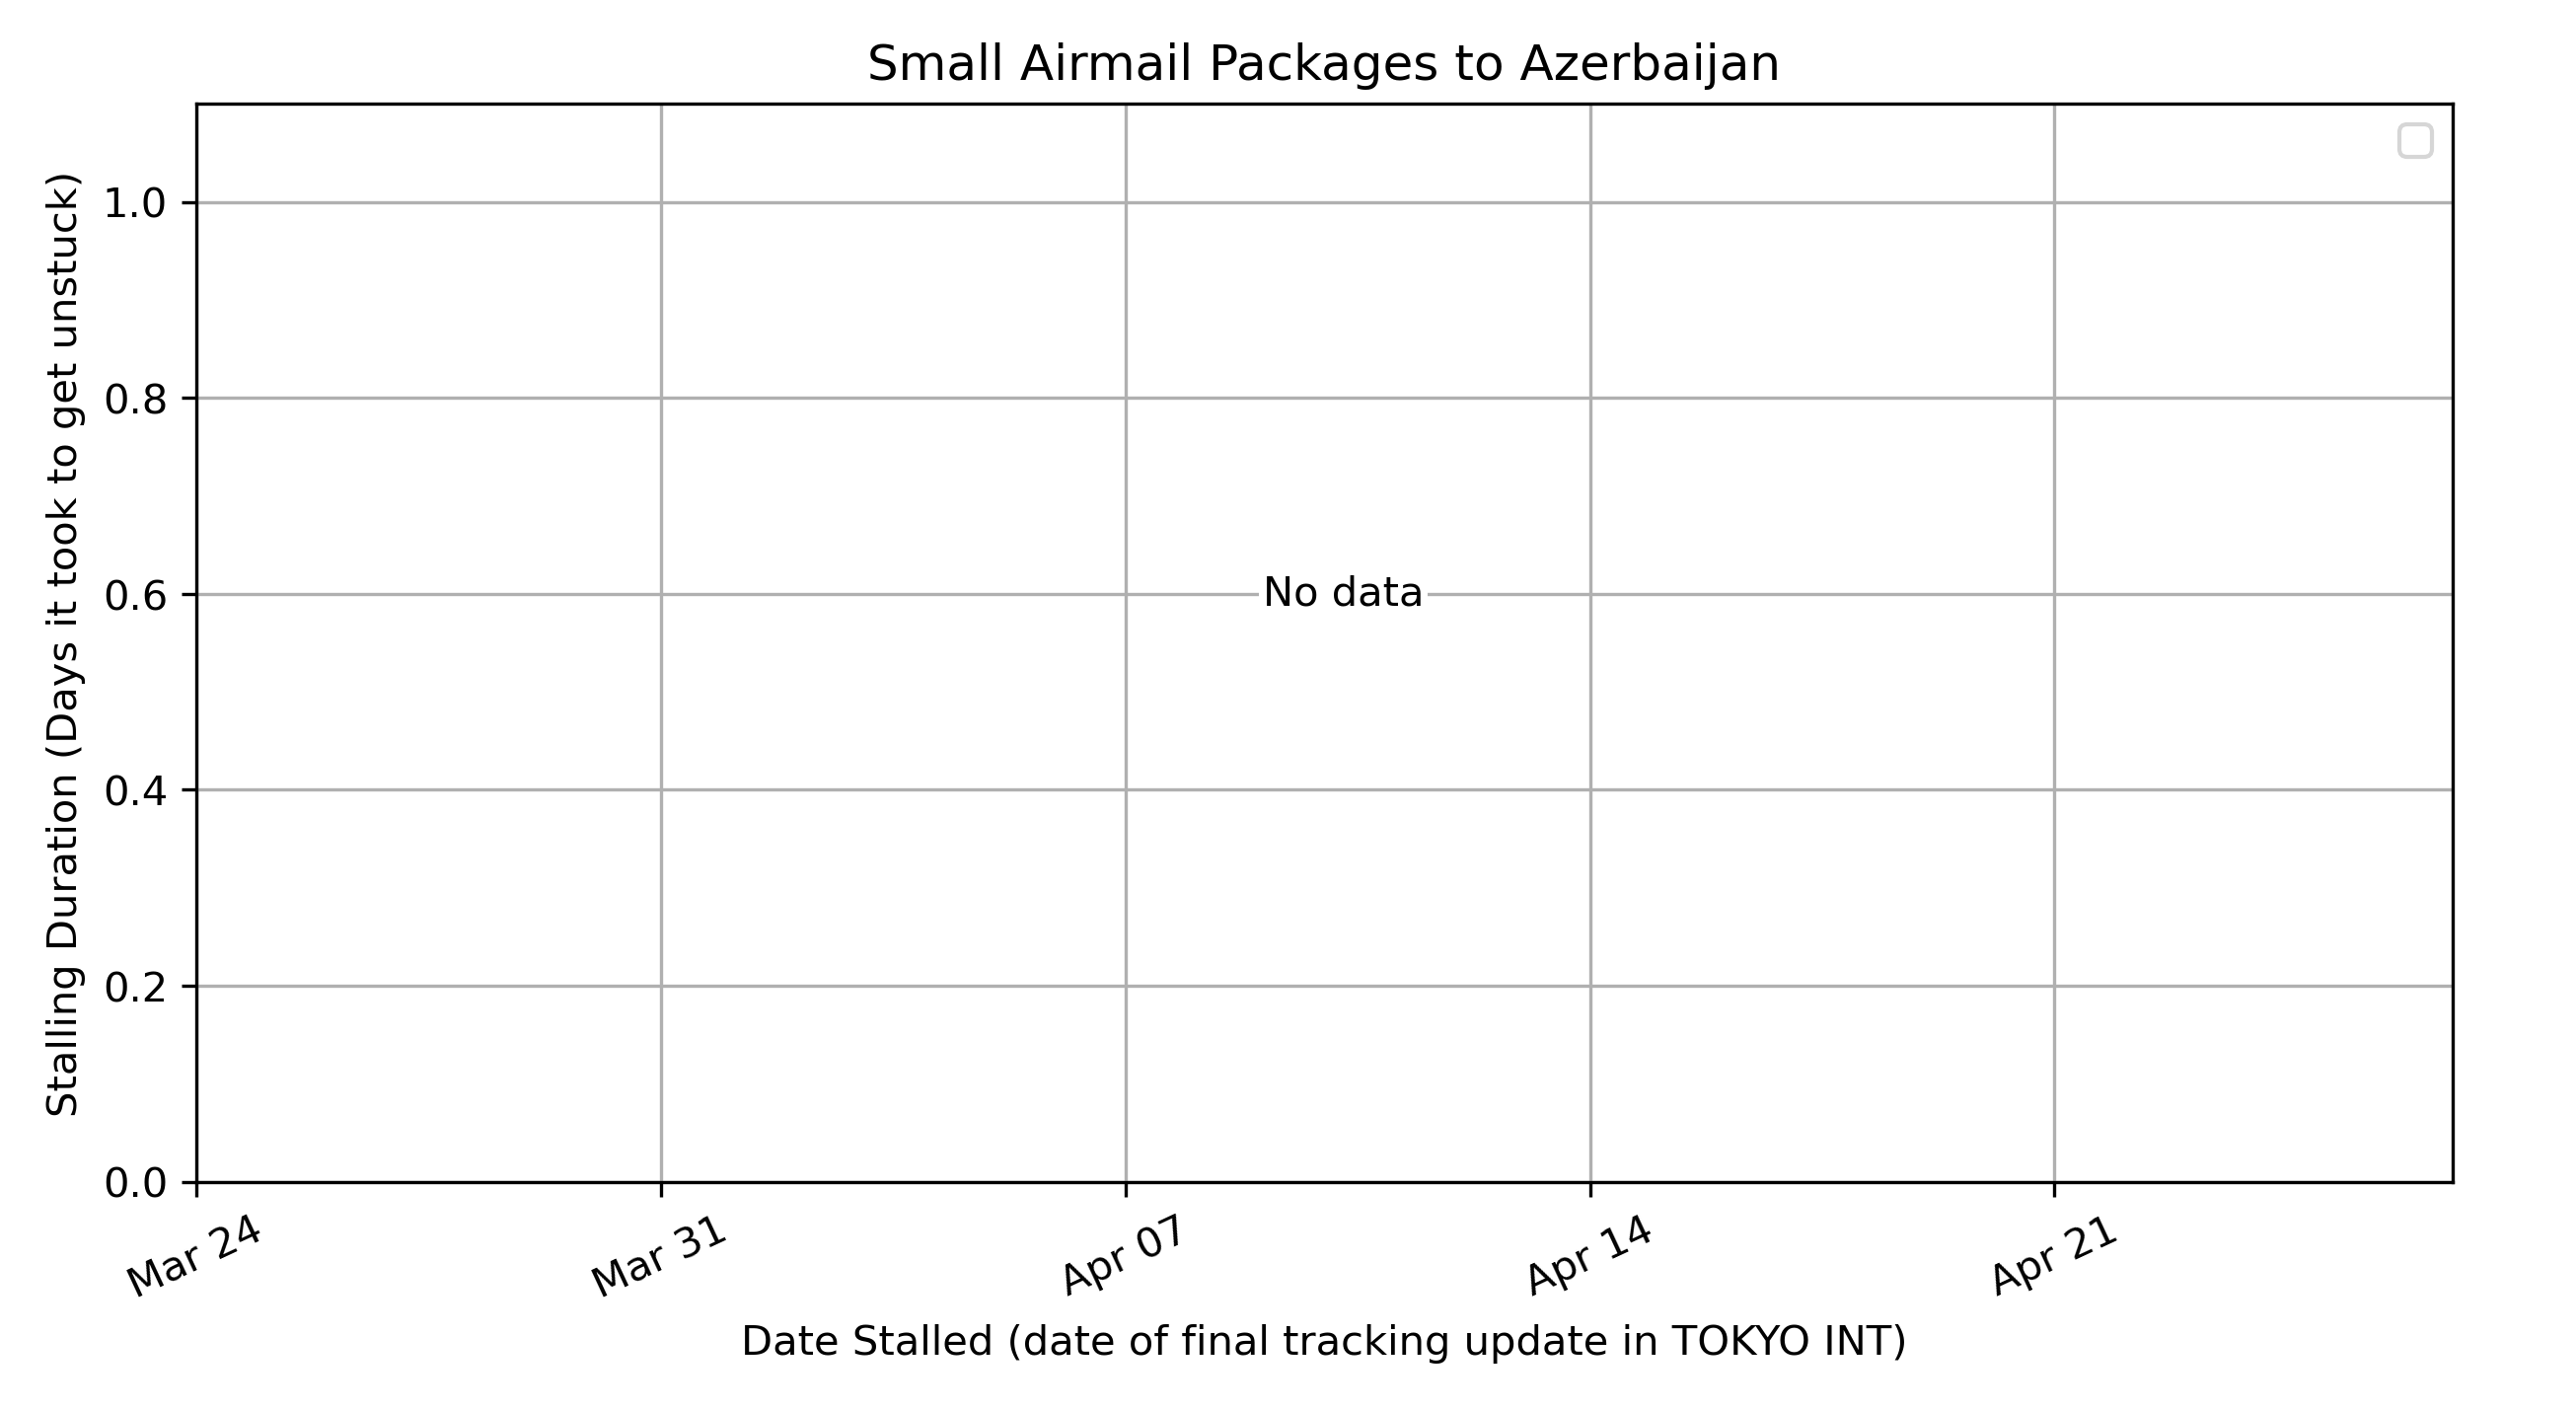 Small Airmail Packages to Azerbaijan
Stalling Duration (Days it took to get unstuck)
1.0
0.8
0.6
0.4
0.2
0.0
No data
Mar 24
Mar 31
Apr 07
Apr 14
Apr 21
Date Stalled (date of final tracking update in TOKYO INT)